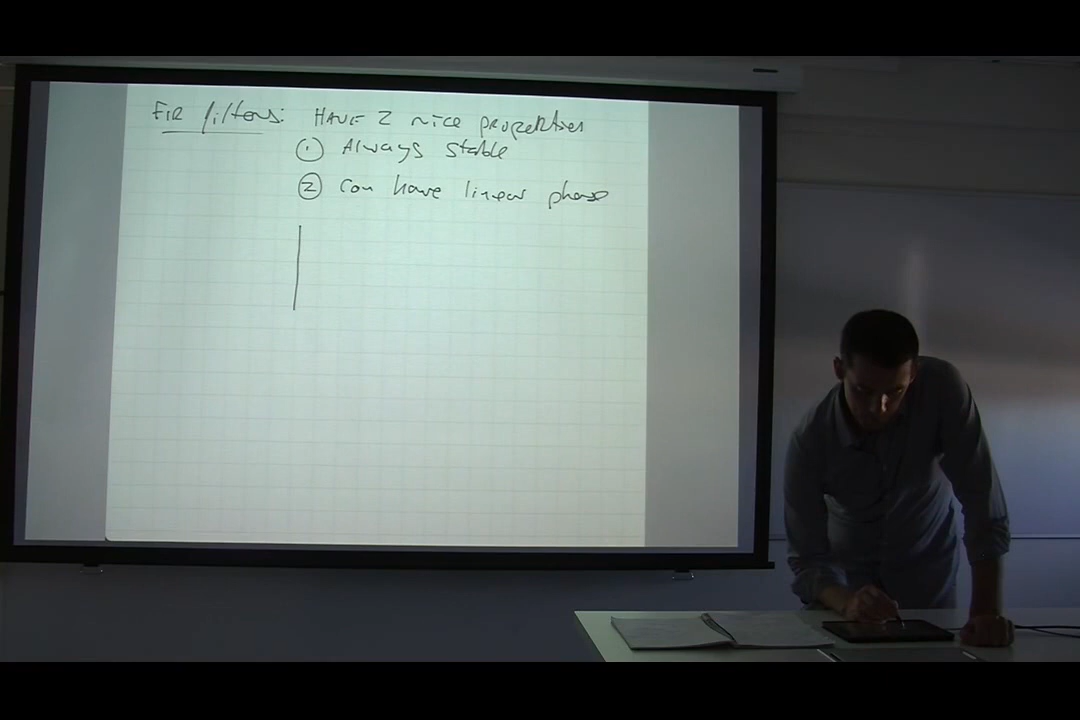 FIR filters: HAVE 2 nice properties
① Always stable
② Can have linear phase